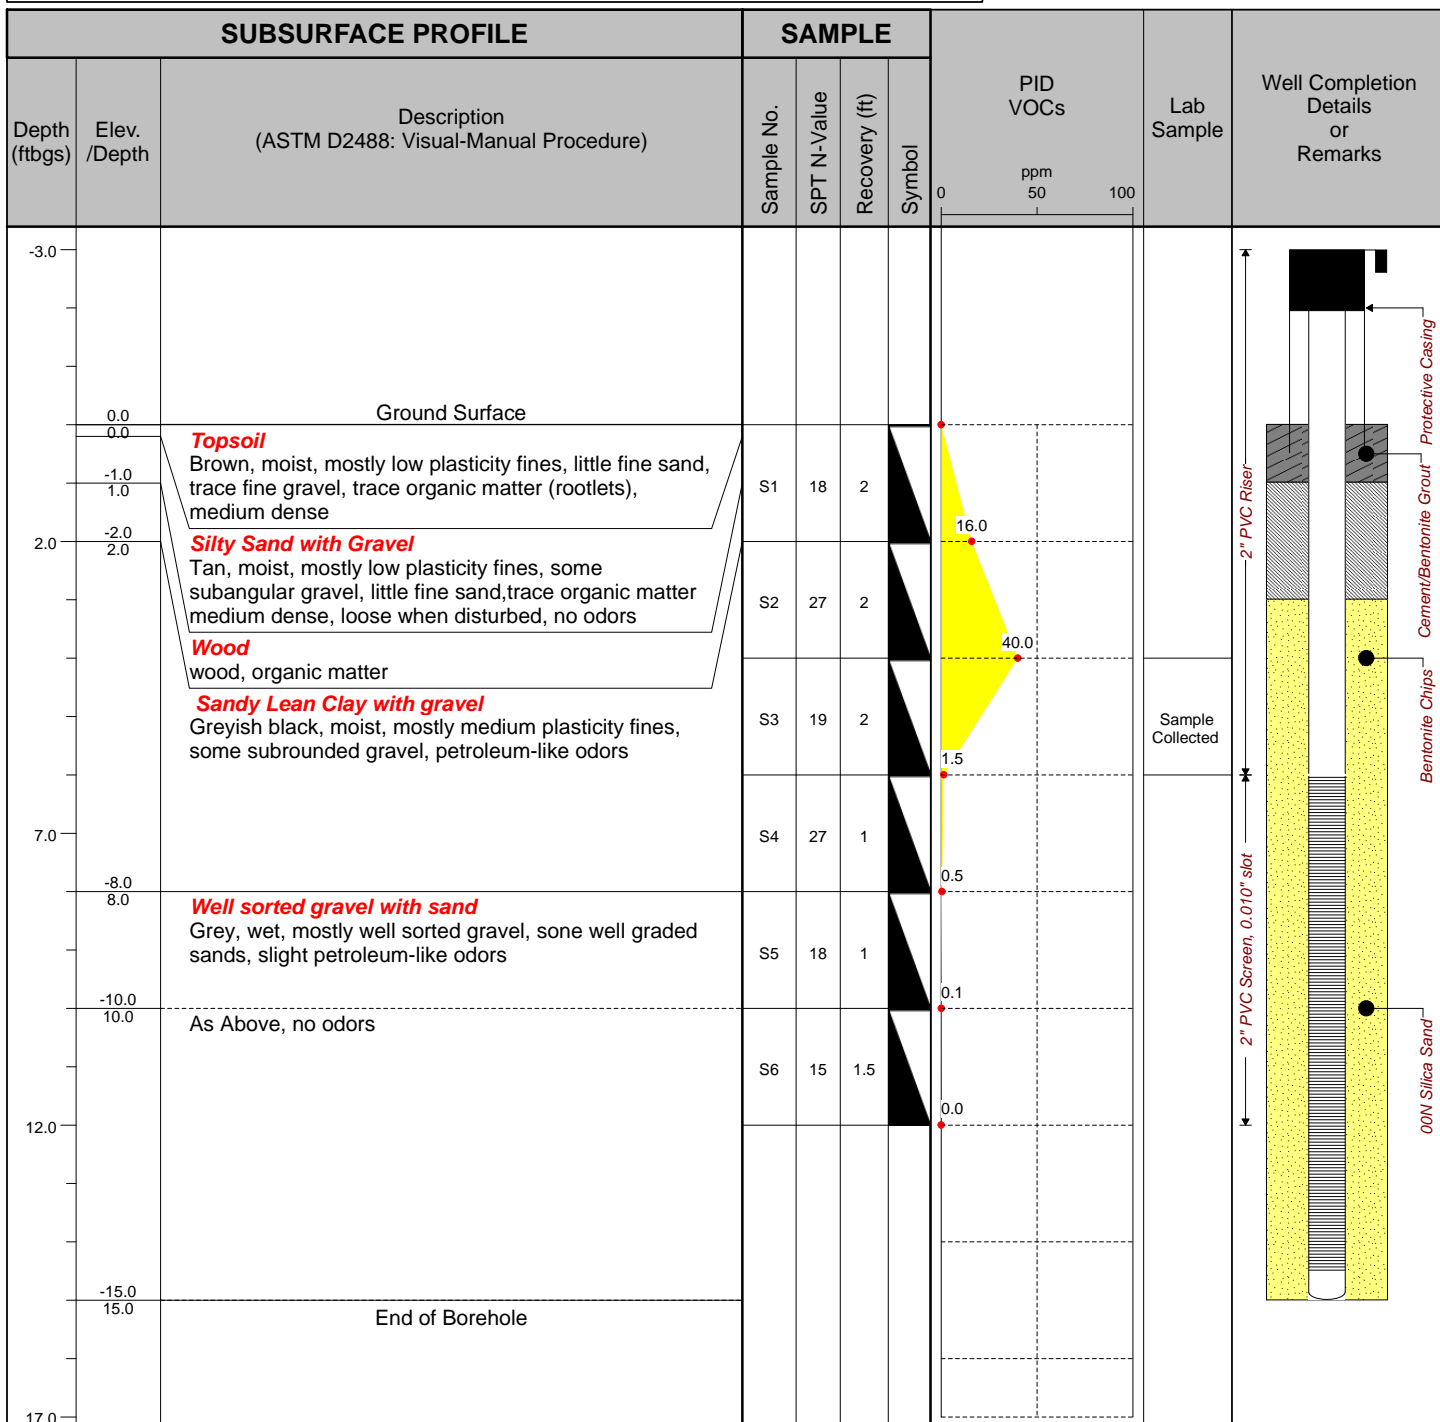 SUBSURFACE PROFILE
SAMPLE
Depth
(ftbgs)
Elev.
/Depth
Description
(ASTM D2488: Visual-Manual Procedure)
Sample No.
SPT N-Value
Recovery (ft)
Symbol
PID
VOCs
ppm
0 50 100
Lab
Sample
Well Completion
Details
or
Remarks
-3.0
0.0
Ground Surface
0.0
Topsoil
Brown, moist, mostly low plasticity fines, little fine sand,
trace fine gravel, trace organic matter (rootlets),
medium dense
-1.0
1.0
S1 18 2
16.0
2.0
-2.0
2.0
Silty Sand with Gravel
Tan, moist, mostly low plasticity fines, some
subangular gravel, little fine sand,trace organic matter
medium dense, loose when disturbed, no odors
S2 27 2
40.0
Wood
wood, organic matter
Sandy Lean Clay with gravel
Greyish black, moist, mostly medium plasticity fines,
some subrounded gravel, petroleum-like odors
S3 19 2
Sample
Collected
1.5
7.0
S4 27 1
0.5
-8.0
8.0
Well sorted gravel with sand
Grey, wet, mostly well sorted gravel, sone well graded
sands, slight petroleum-like odors
S5 18 1
0.1
-10.0
10.0
As Above, no odors
S6 15 1.5
0.0
12.0
-15.0
15.0
End of Borehole
17.0
2" PVC Riser
2" PVC Screen, 0.010" slot
Protective Casing
Cement/Bentonite Grout
Bentonite Chips
00N Silica Sand